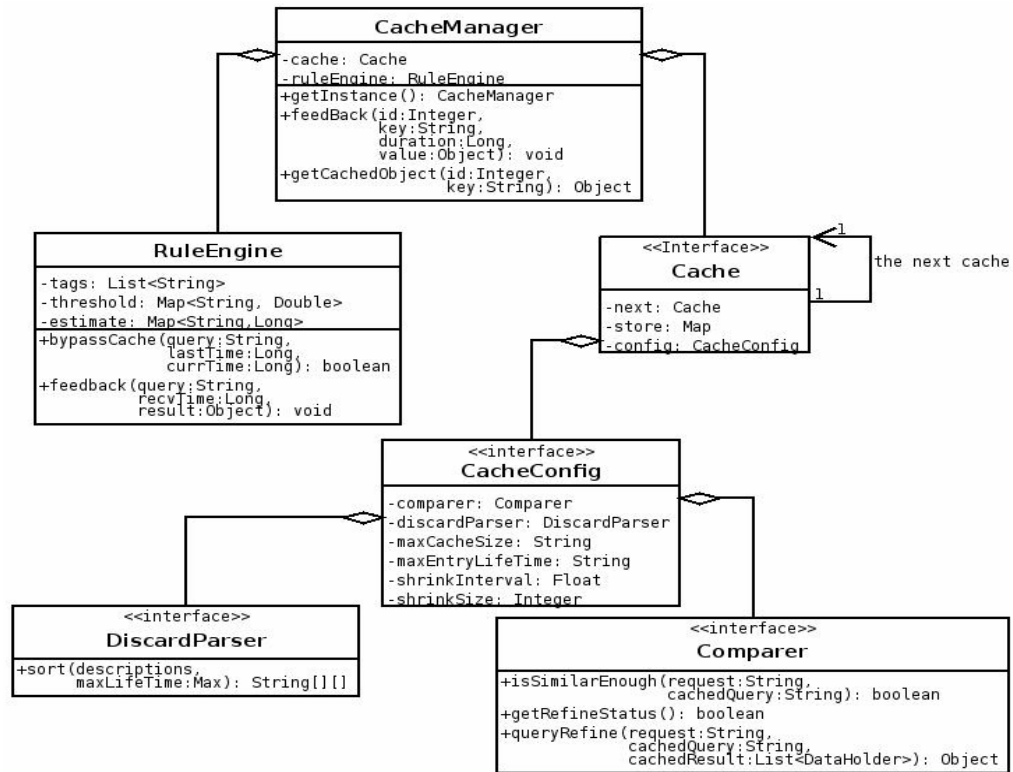 CacheManager
-cache: Cache
-ruleEngine: RuleEngine
+getInstance(): CacheManager
+feedBack(id:Integer,
key:String,
duration:Long,
value:Object): void
+getCachedObject(id:Integer,
key:String): Object
RuleEngine
-tags: List<String>
-threshold: Map<String, Double>
-estimate: Map<String,Long>
+bypassCache(query:String,
lastTime:Long,
currTime:Long): boolean
+feedback(query:String,
recvTime:Long,
result:Object): void
<<Interface>>
Cache
-next: Cache
-store: Map
-config: CacheConfig
1
1
the next cache
<<interface>>
CacheConfig
-comparer: Comparer
-discardParser: DiscardParser
-maxCacheSize: String
-maxEntryLifeTime: String
-shrinkInterval: Float
-shrinkSize: Integer
<<interface>>
DiscardParser
+sort(descriptions,
maxLifeTime:Max): String[][]
<<interface>>
Comparer
+isSimilarEnough(request:String,
cachedQuery:String): boolean
+getRefineStatus(): boolean
+queryRefine(request:String,
cachedQuery:String,
cachedResult:List<DataHolder>): Object